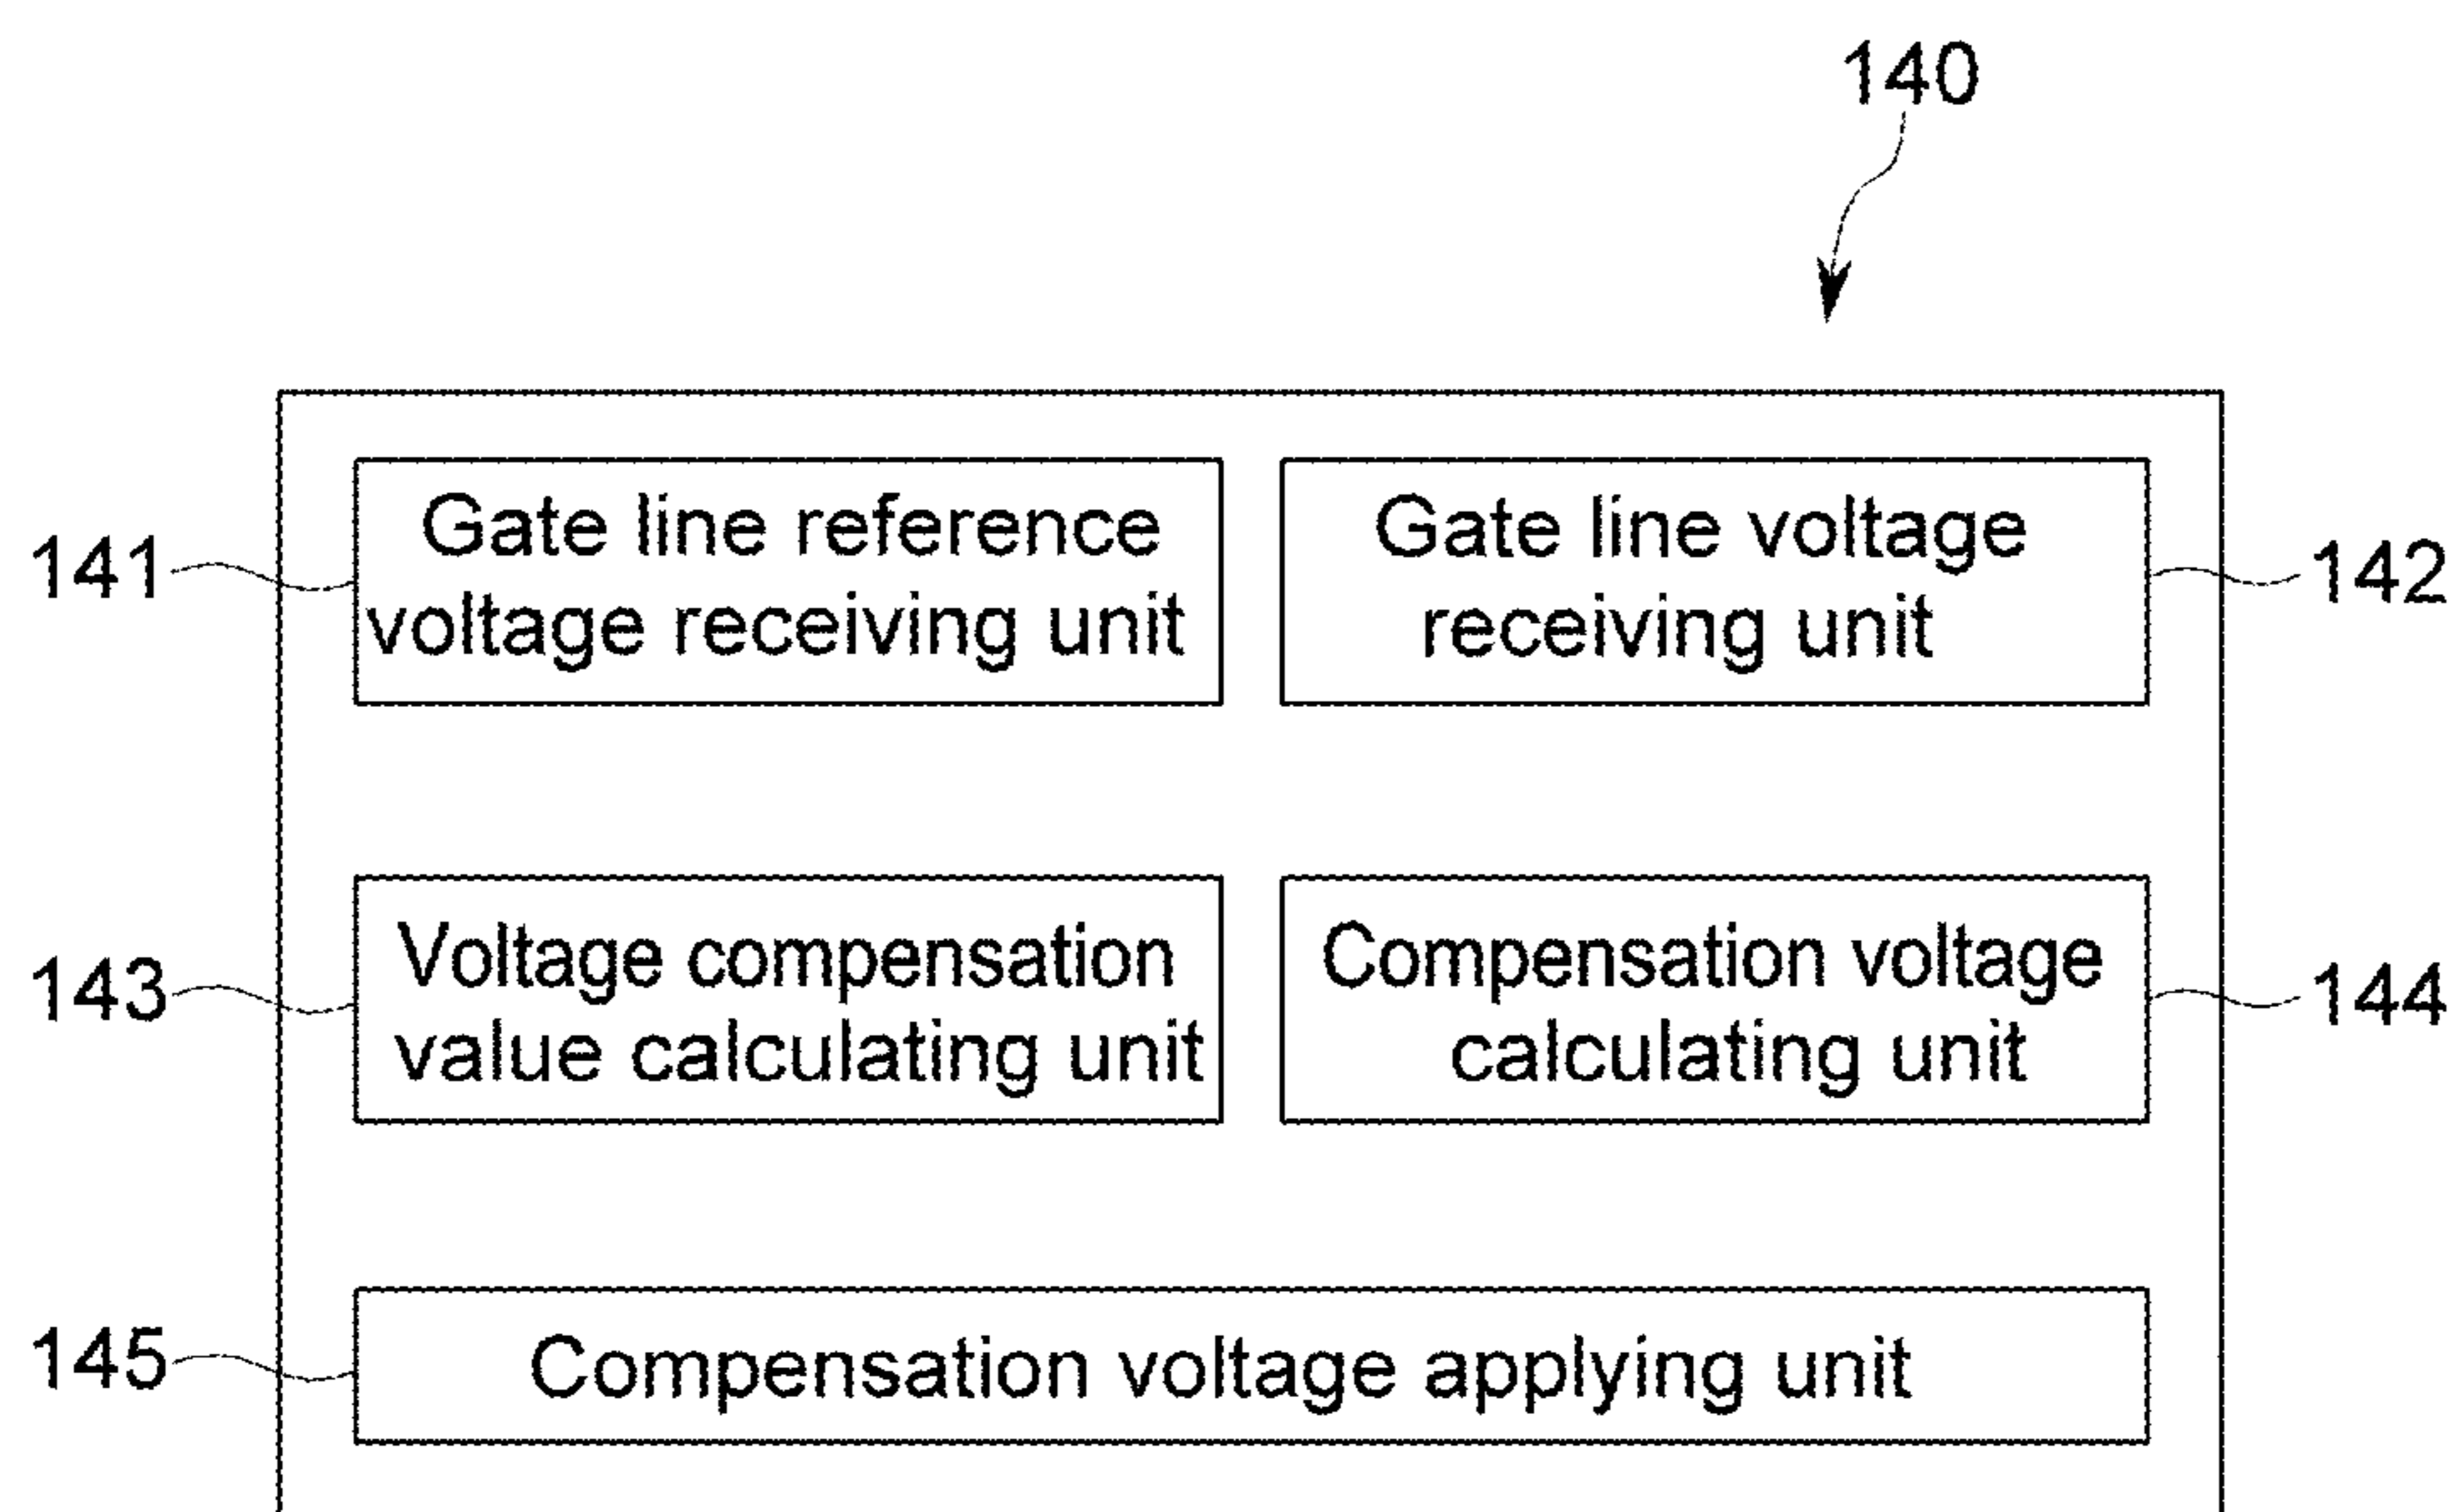 140
141
Gate line reference
voltage receiving unit
Gate line voltage
receiving unit
142
143
Voltage compensation
value calculating unit
Compensation voltage
calculating unit
144
145
Compensation voltage applying unit